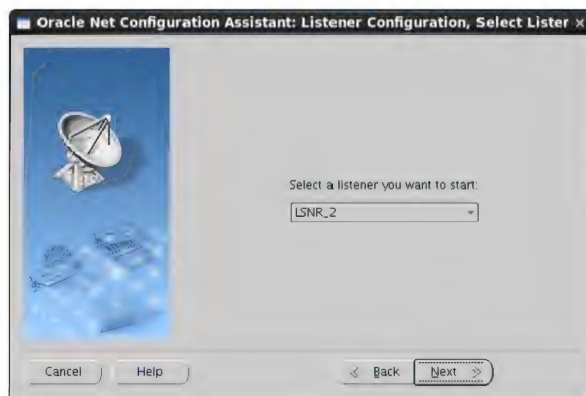 Oracle Net Configuration Assistant: Listener Configuration, Select Lister
Select a listener you want to start:
LSNR_2
Cancel
Help
Back
Next